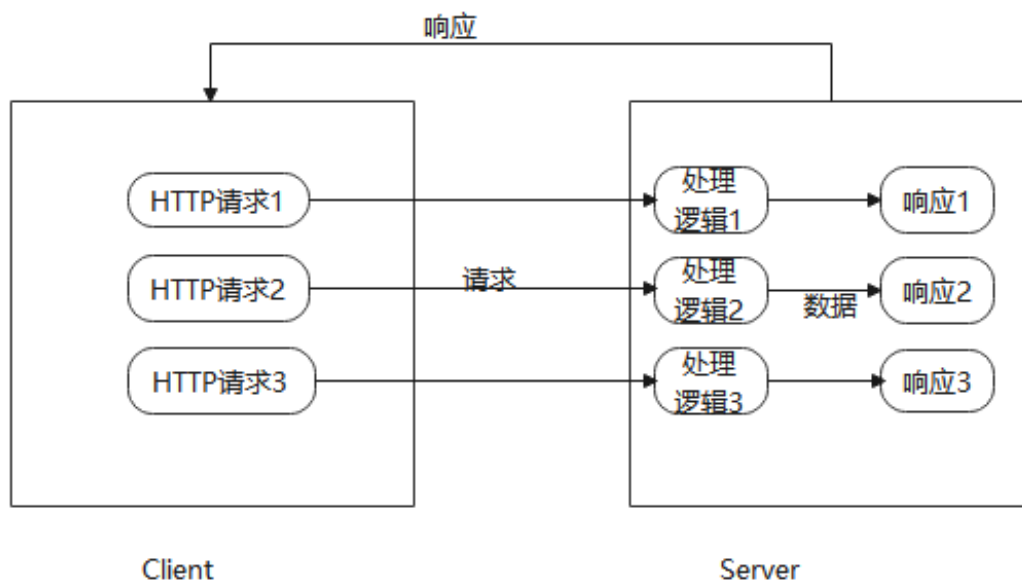 响应
HTTP请求1
处理
逻辑1
响应1
HTTP请求2
请求
处理
逻辑2
数据
响应2
HTTP请求3
处理
逻辑3
响应3
Client
Server